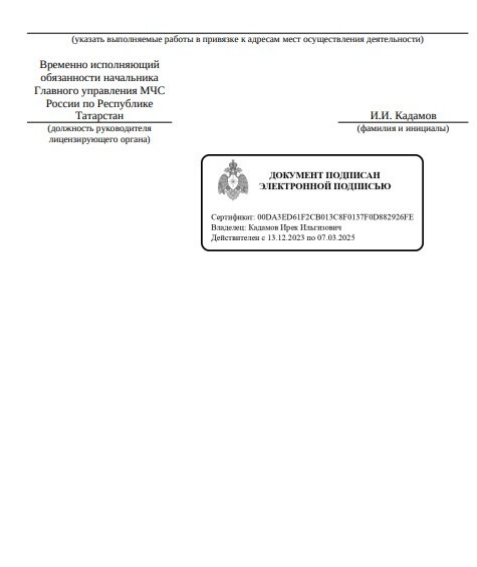 (указать выполняемые работы в привязке к адресам мест осуществления деятельности)
Временно исполняющий
обязанности начальника
Главного управления МЧС
России по Республике
Татарстан
И.И. Кадамов
(должность руководителя
лицензирующего органа)
(фамилия и инициалы)
ДОКУМЕНТ ПОДПИСАН
ЭЛЕКТРОННОЙ ПОДПИСЬЮ
Сертификат: 00DA3ED61F2CB013C8F0137F0D882926FE
Владелец: Кадамов Ирек Ильгизович
Действителен с 13.12.2023 по 07.03.2025